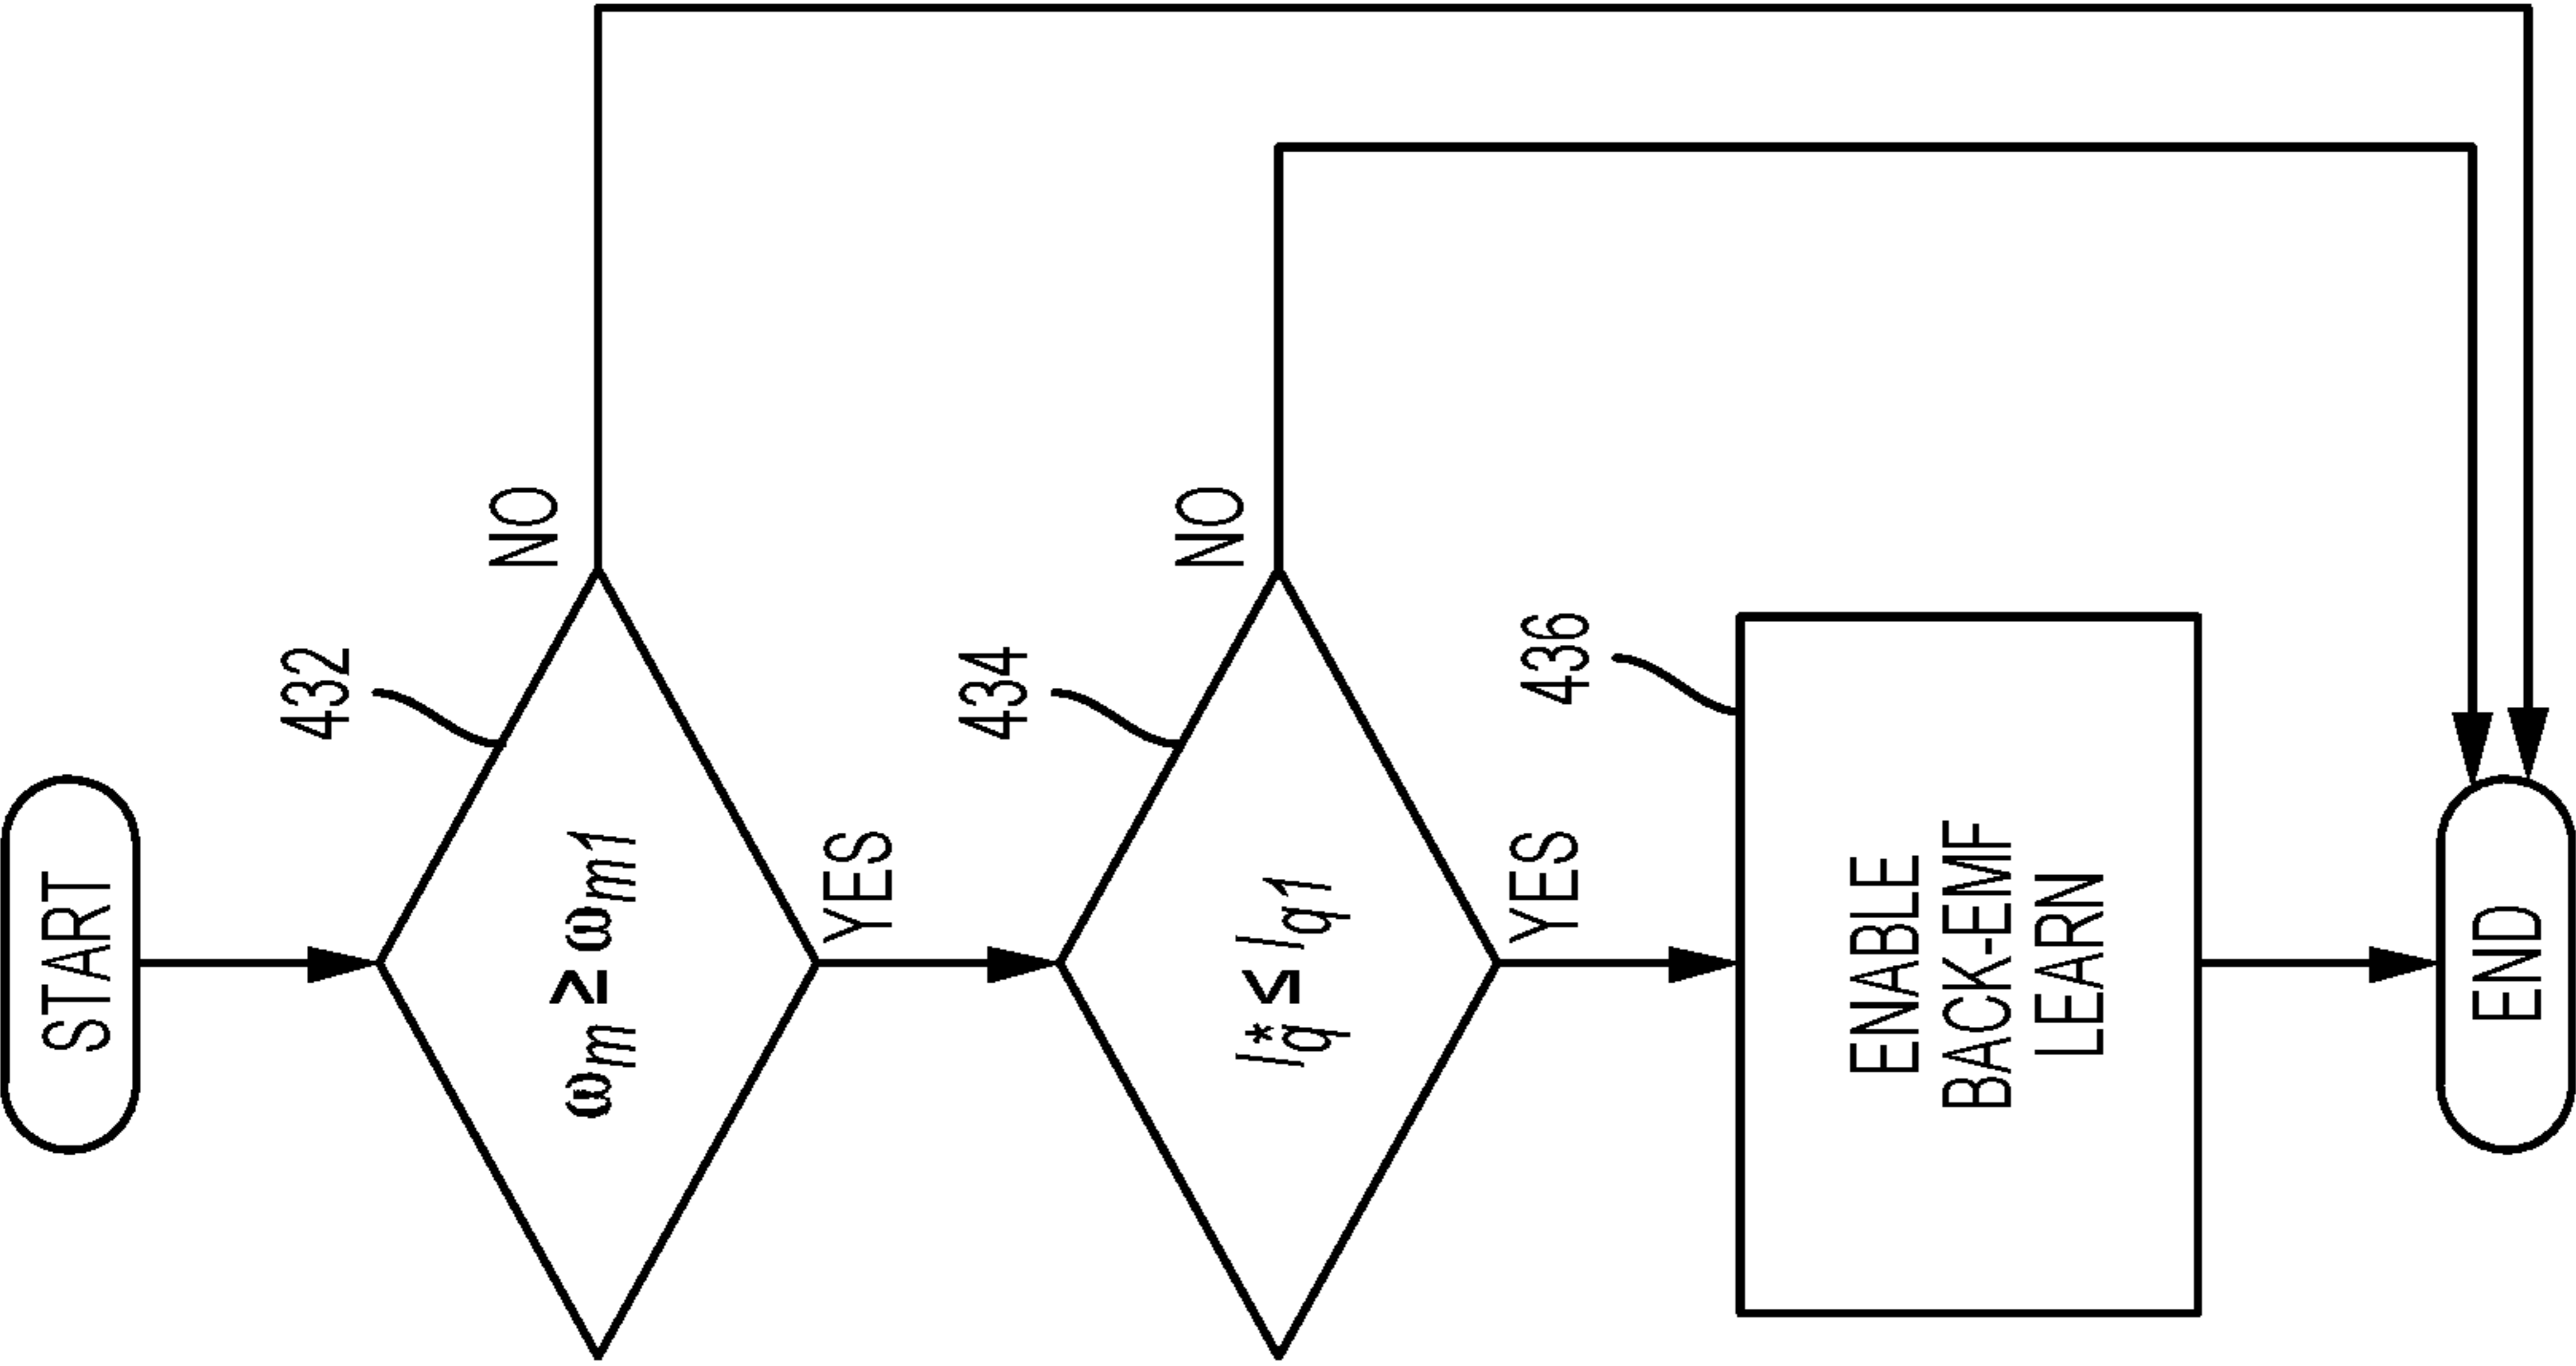 START
432
ωm ≥ ωm1
NO
YES
434
I*q ≤ Iq1
NO
YES
436
ENABLE
BACK-EMF
LEARN
END